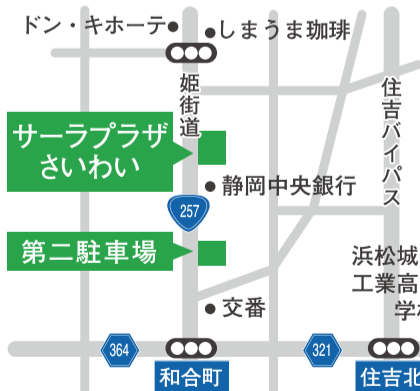 ドン・キホーテ
しまうま珈琲
姫街道
サーラプラザ
さいわい
住吉バイパス
静岡中央銀行
257
第二駐車場
浜松城
工業高
学校
交番
364
321
和合町
住吉北